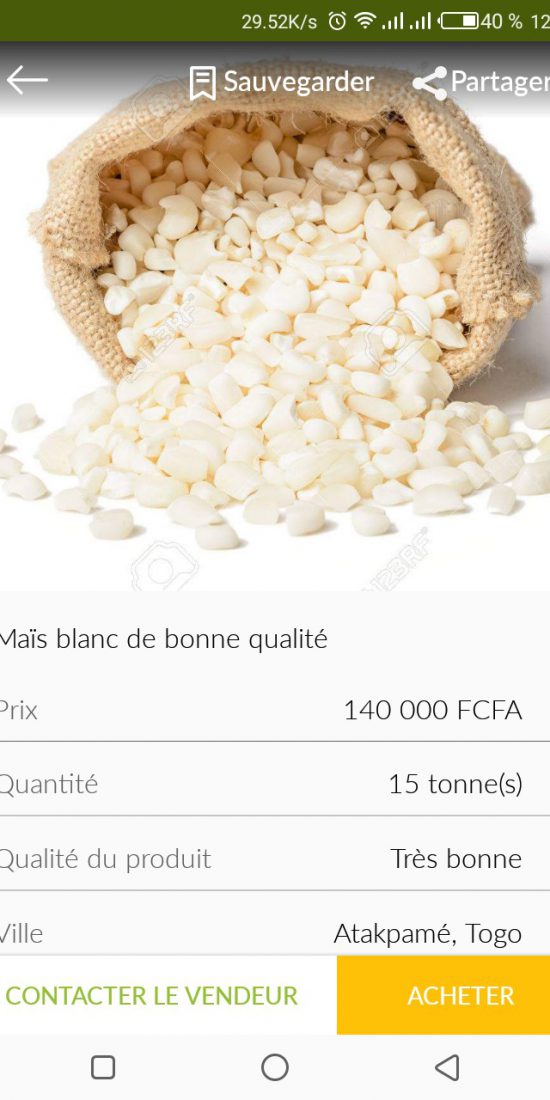 29.52K/s 40 % 12
Sauvegarder Partager
123RF
123RF
Maïs blanc de bonne qualité
Prix 140 000 FCFA
Quantité 15 tonne(s)
Qualité du produit Très bonne
Ville Atakpamé, Togo
CONTACTER LE VENDEUR ACHETER